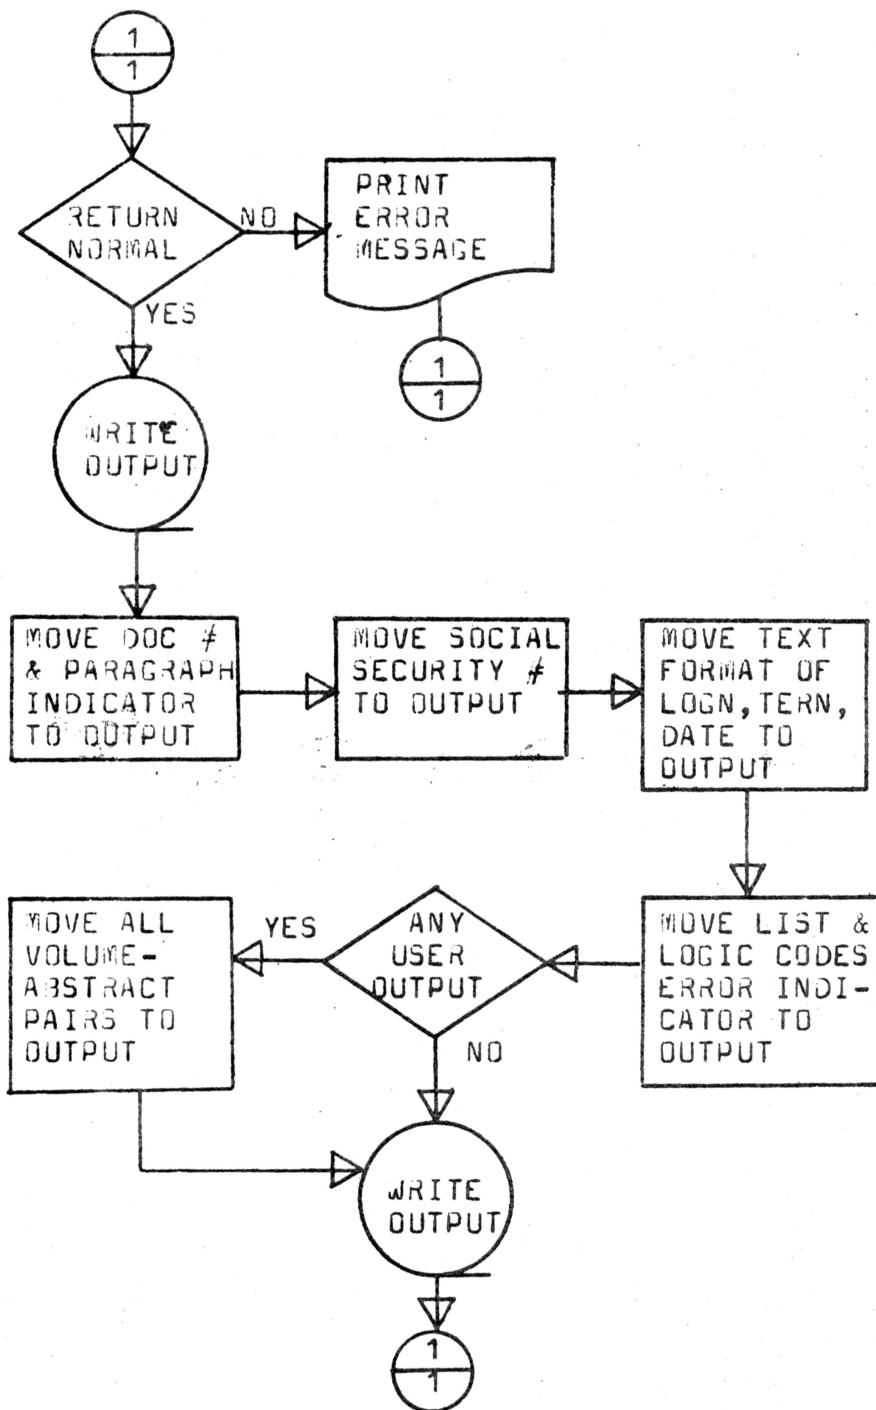 1
1
RETURN
NORMAL
NO
PRINT
ERROR
MESSAGE
YES
1
1
WRITE
OUTPUT
MOVE DOC #
& PARAGRAPH
INDICATOR
TO OUTPUT
MOVE SOCIAL
SECURITY #
TO OUTPUT
MOVE TEXT
FORMAT OF
LOGN, TERN,
DATE TO
OUTPUT
MOVE LIST &
LOGIC CODES
ERROR INDI-
CATOR TO
OUTPUT
ANY
USER
OUTPUT
YES
MOVE ALL
VOLUME-
ABSTRACT
PAIRS TO
OUTPUT
NO
WRITE
OUTPUT
1
1